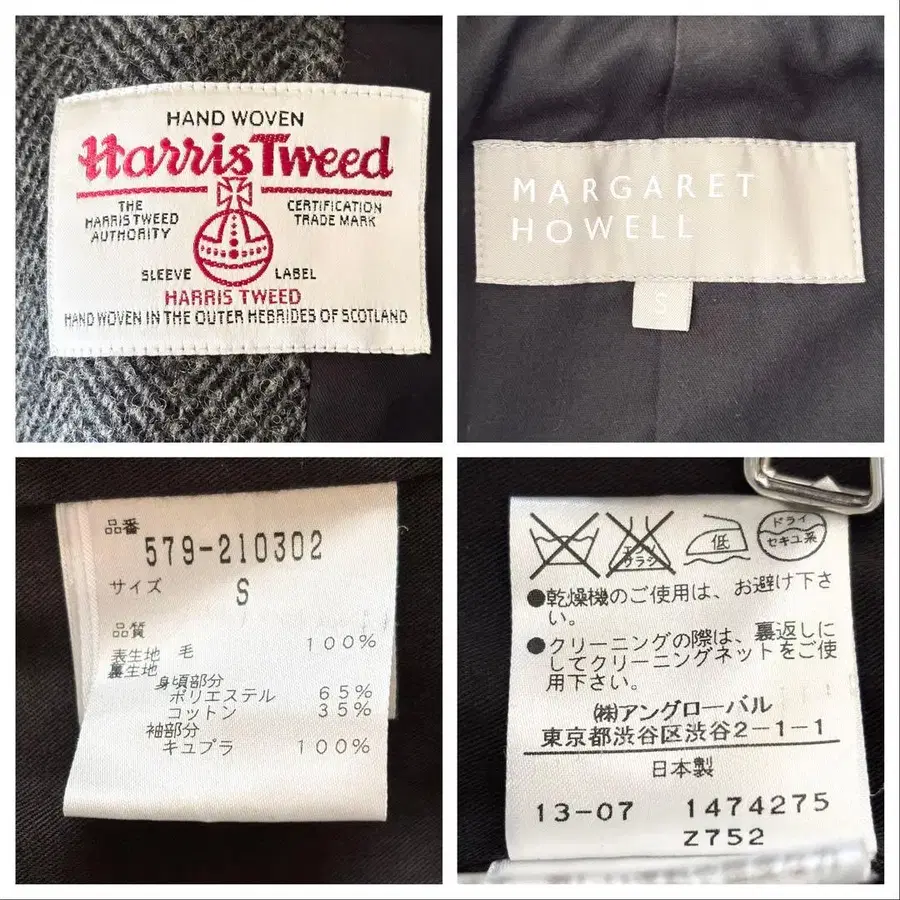 HAND WOVEN
Harris Tweed
THE
HARRIS TWEED
AUTHORITY
CERTIFICATION
TRADE MARK
SLEEVE LABEL
HARRIS TWEED
HAND WOVEN IN THE OUTER HEBRIDES OF SCOTLAND
MARGARET
HOWELL
S
品番
579-210302
サイズ S
品質
表生地 毛 100%
裏生地
身頃部分
ポリエステル 65%
コットン 35%
袖部分
キュプラ 100%
エンソ
サラシ
低
ドライ
セキユ系
●乾燥機のご使用は、お避け下さ
い。
●クリーニングの際は、裏返しに
してクリーニングネットをご使
用下さい。
㈱アングローバル
東京都渋谷区渋谷2-1-1
日本製
13-07 1474275
Z752